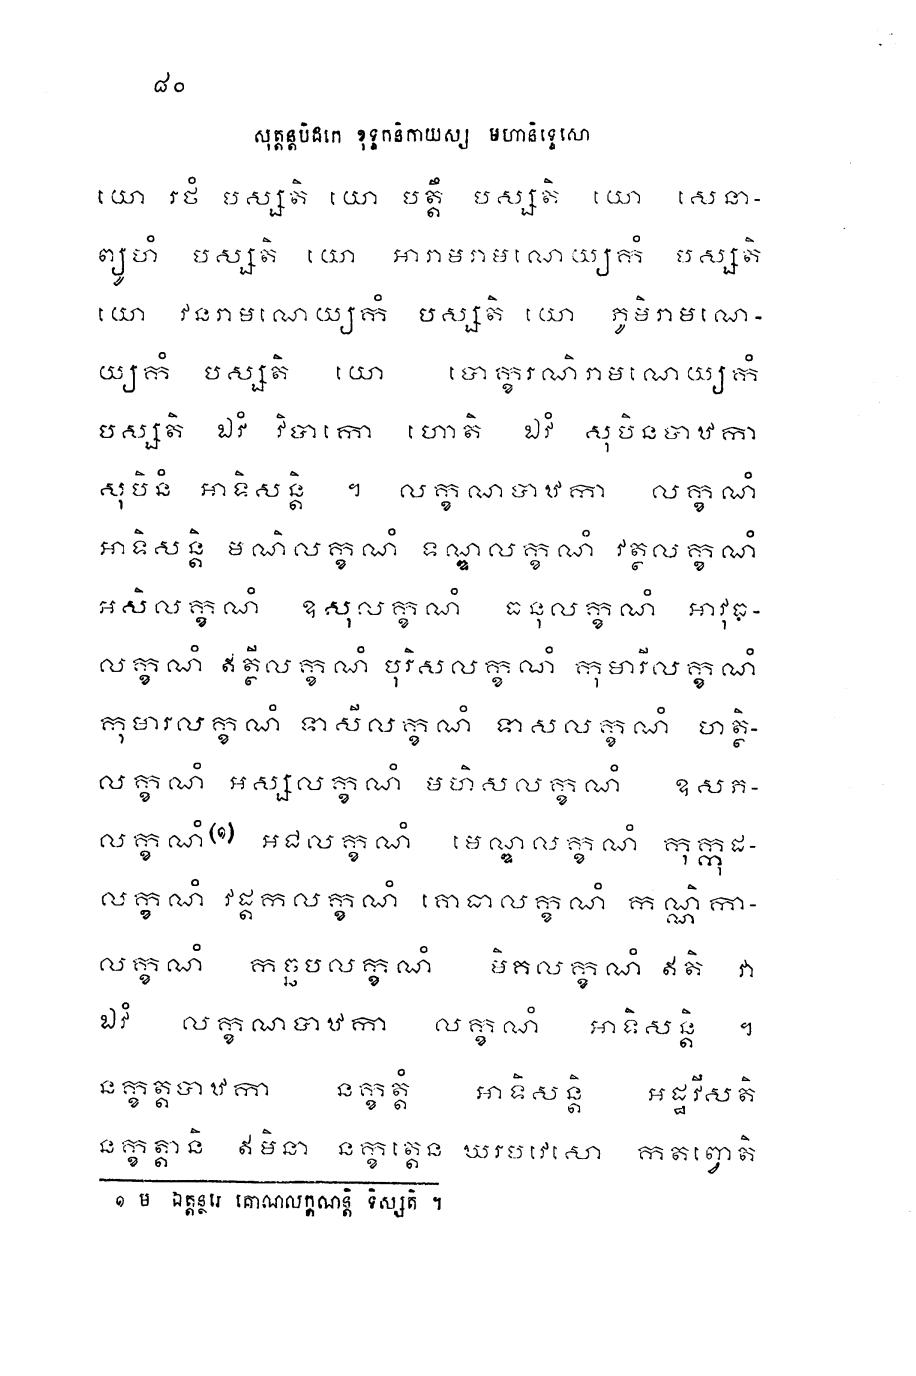 ៨០
សុត្តន្តបិដកេ ខុទ្ទកនិកាយស្ស មហានិទ្ទេសោ
យោ រថំ បស្សតិ យោ បត្តឹ បស្សតិ យោ សេនា-
ព្យូហំ បស្សតិ យោ អារាមរាមណេយ្យកំ បស្សតិ
យោ វនរាមណេយ្យកំ បស្សតិ យោ ភូមិរាមណេ-
យ្យកំ បស្សតិ យោ បោក្ខរណិរាមណេយ្យកំ
បស្សតិ ឯវំ វិបាកោ ហោតិ ឯវំ សុបិនបាឋកា
សុបិនំ អាទិសន្តិ ។ លក្ខណបាឋកា លក្ខណំ
អាទិសន្តិ មណិលក្ខណំ ទណ្ឌលក្ខណំ វត្ថលក្ខណំ
អសិលក្ខណំ ឧសុលក្ខណំ ធនុលក្ខណំ អាវុធ-
លក្ខណំ ឥត្ថីលក្ខណំ បុរិសលក្ខណំ កុមារីលក្ខណំ
កុមារលក្ខណំ ទាសីលក្ខណំ ទាសលក្ខណំ ហត្ថិ-
លក្ខណំ អស្សលក្ខណំ មហិសលក្ខណំ ឧសភ-
លក្ខណំ(១) អជលក្ខណំ មេណ្ឌលក្ខណំ កុក្កុដ-
លក្ខណំ វដ្តកលក្ខណំ គោធាលក្ខណំ កណ្ណិកា-
លក្ខណំ កច្ឆបលក្ខណំ មិគលក្ខណំ ឥតិ វា
ឯវំ លក្ខណបាឋកា លក្ខណំ អាទិសន្តិ ។
នក្ខត្តបាឋកា នក្ខត្តំ អាទិសន្តិ អដ្ឋវីសតិ
នក្ខត្តានិ ឥមិនា នក្ខត្តេន ឃរបវេសោ កតព្វោតិ
១ ម ឯត្ថន្តរេ គោណលក្ខណន្តិ ទិស្សតិ ។